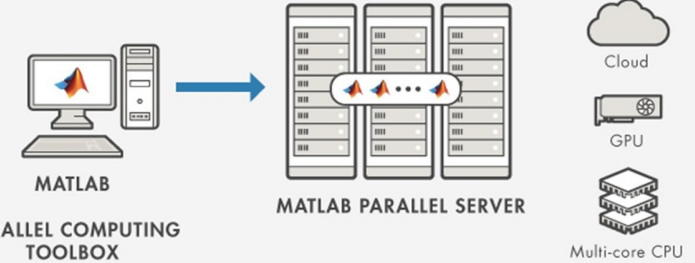 MATLAB
ALLEL COMPUTING
TOOLBOX
MATLAB PARALLEL SERVER
Cloud
GPU
Multi-core CPU